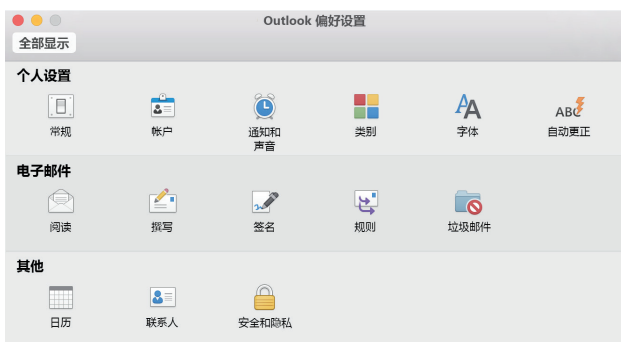 Outlook 偏好设置
全部显示
个人设置
常规 帐户 通知和 类别 字体 自动更正
声音
ABC
电子邮件
阅读 撰写 签名 规则 垃圾邮件
其他
日历 联系人 安全和隐私